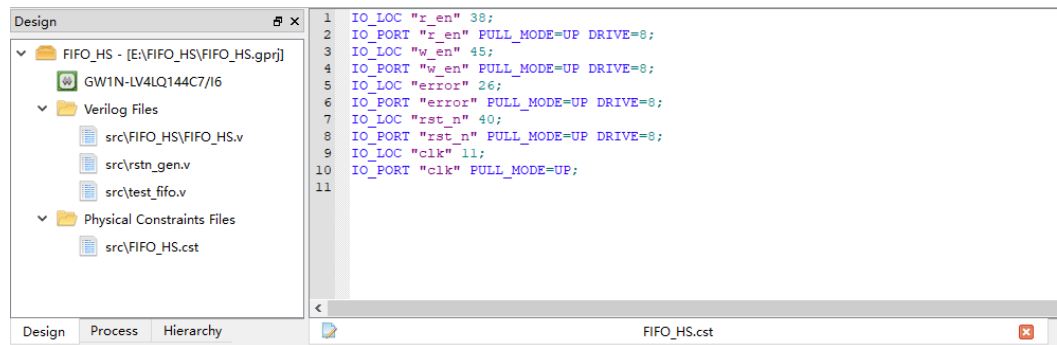 Design
FIFO_HS - [E:\FIFO_HS\FIFO_HS.gprj]
GW1N-LV4LQ144C7/I6
Verilog Files
src\FIFO_HS\FIFO_HS.v
src\rstn_gen.v
src\test_fifo.v
Physical Constraints Files
src\FIFO_HS.cst
Design Process Hierarchy
1 IO_LOC "r_en" 38;
2 IO_PORT "r_en" PULL_MODE=UP DRIVE=8;
3 IO_LOC "w_en" 45;
4 IO_PORT "w_en" PULL_MODE=UP DRIVE=8;
5 IO_LOC "error" 26;
6 IO_PORT "error" PULL_MODE=UP DRIVE=8;
7 IO_LOC "rst_n" 40;
8 IO_PORT "rst_n" PULL_MODE=UP DRIVE=8;
9 IO_LOC "clk" 11;
10 IO_PORT "clk" PULL_MODE=UP;
11
FIFO_HS.cst